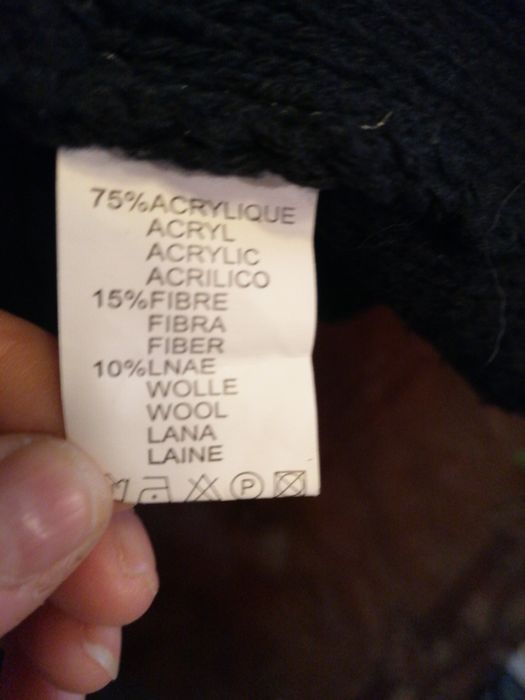 75%ACRYLIQUE
ACRYL
ACRYLIC
ACRILICO
15%FIBRE
FIBRA
FIBER
10%LNAE
WOLLE
WOOL
LANA
LAINE
P